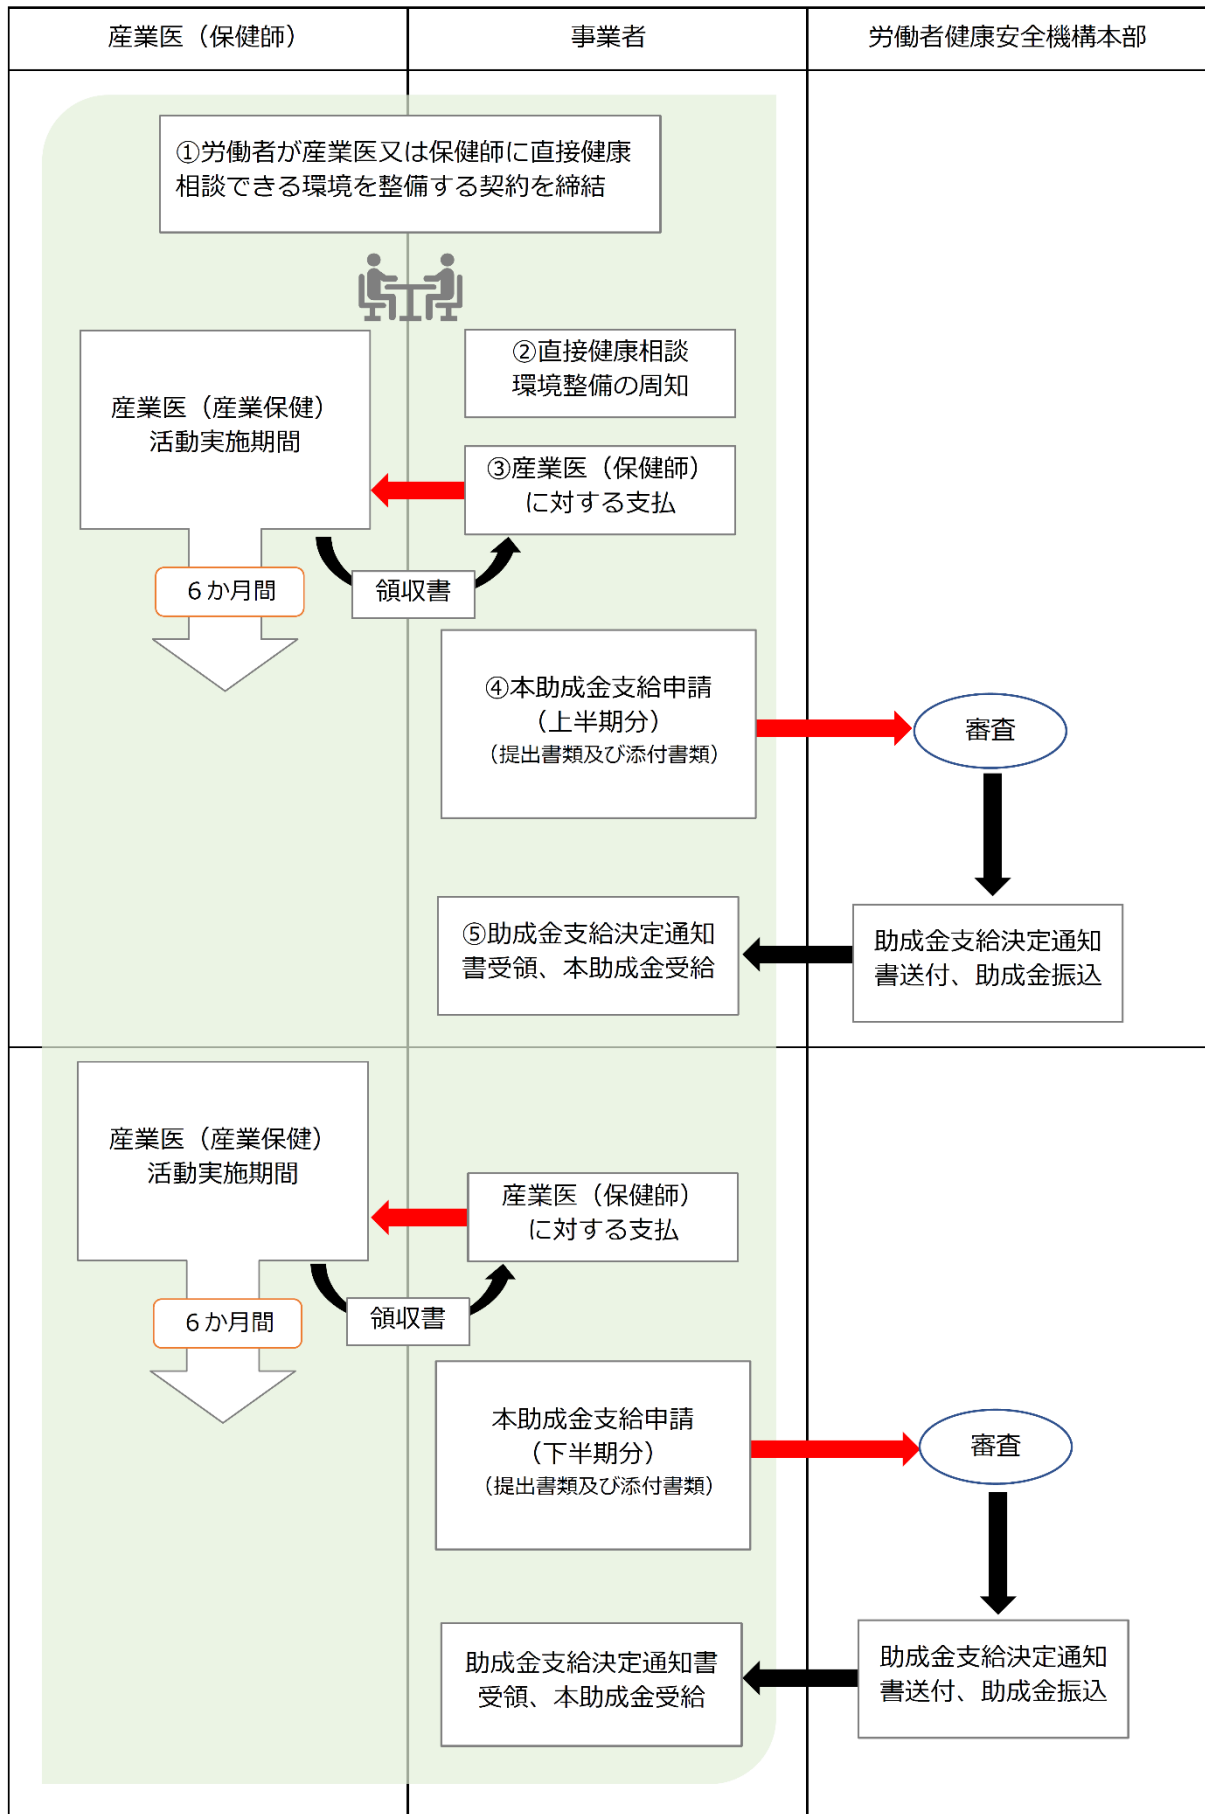 産業医（保健師）
事業者
労働者健康安全機構本部
①労働者が産業医又は保健師に直接健康
相談できる環境を整備する契約を締結
産業医（産業保健）
活動実施期間
②直接健康相談
環境整備の周知
③産業医（保健師）
に対する支払
６か月間
領収書
④本助成金支給申請
（上半期分）
（提出書類及び添付書類）
審査
⑤助成金支給決定通知
書受領、本助成金受給
助成金支給決定通知
書送付、助成金振込
産業医（産業保健）
活動実施期間
産業医（保健師）
に対する支払
６か月間
領収書
本助成金支給申請
（下半期分）
（提出書類及び添付書類）
審査
助成金支給決定通知書
受領、本助成金受給
助成金支給決定通知
書送付、助成金振込